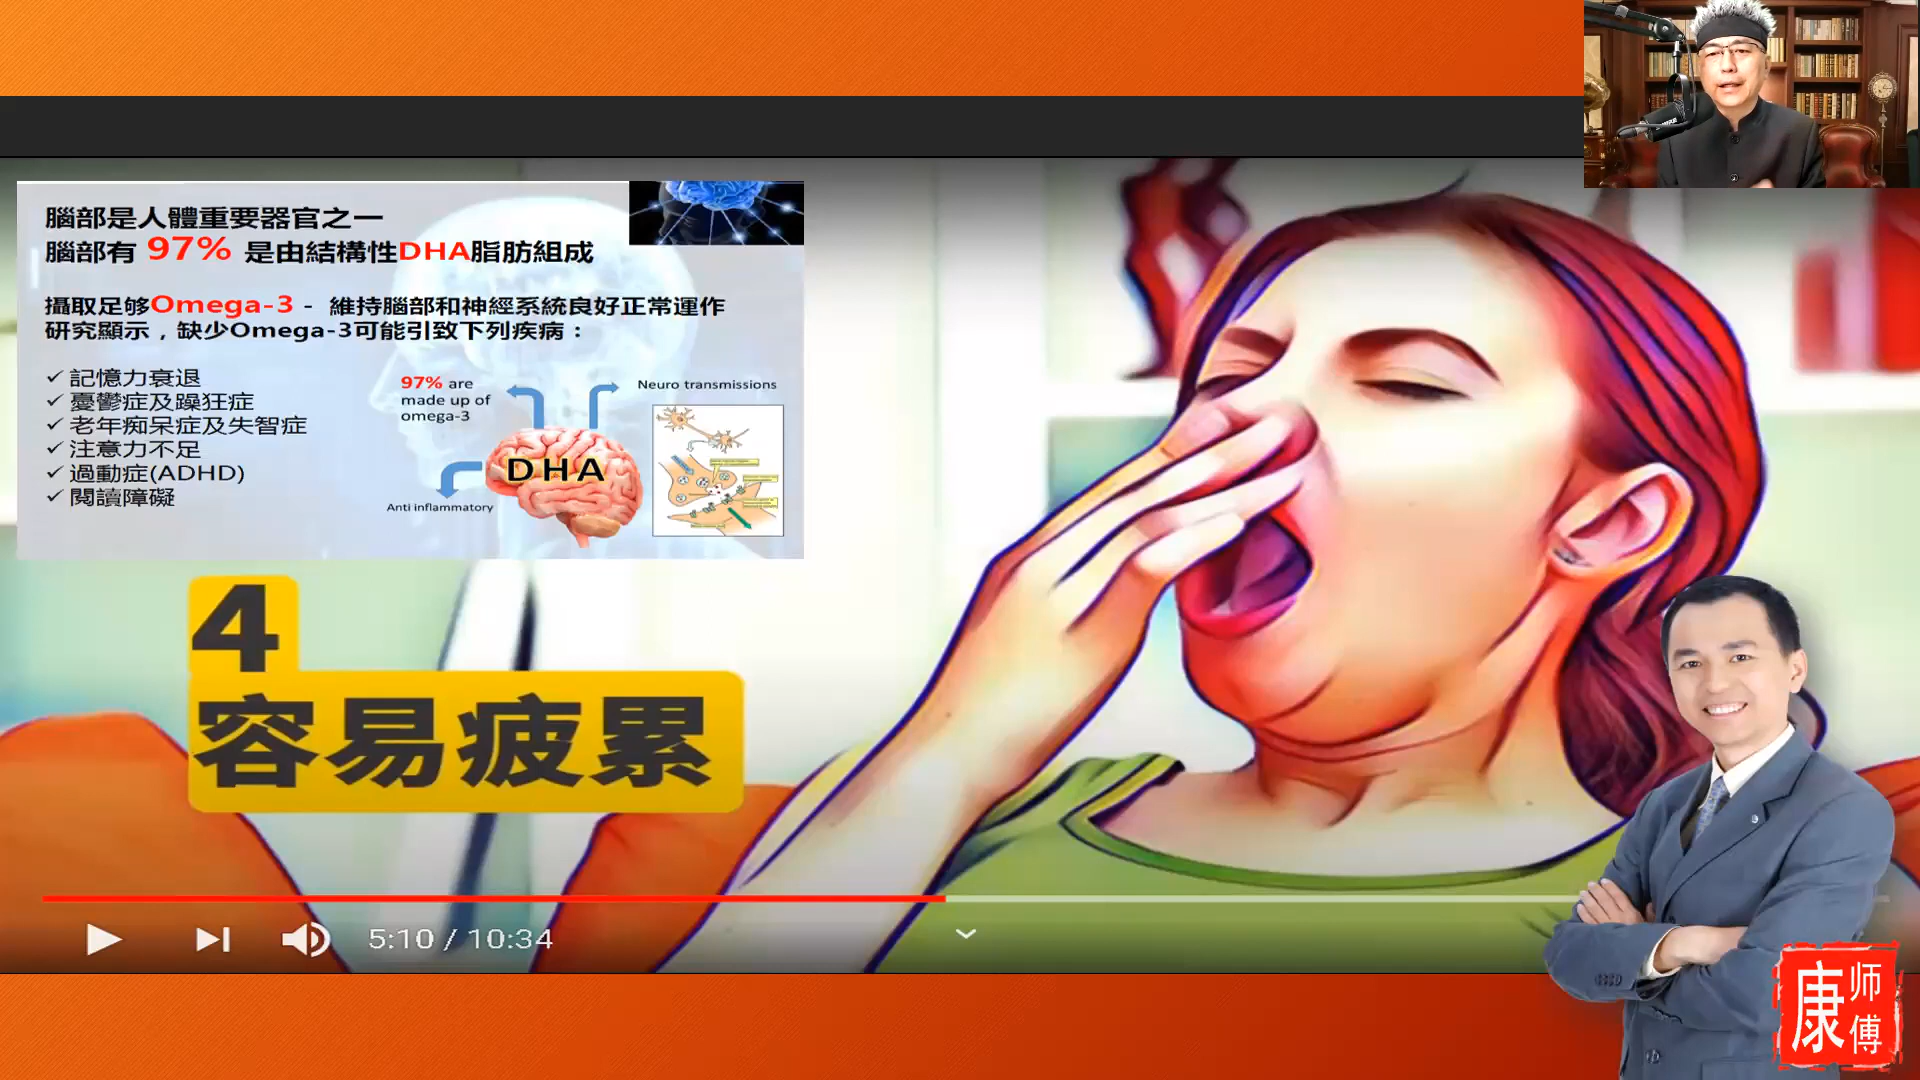 腦部是人體重要器官之一
腦部有 97% 是由結構性DHA脂肪組成
攝取足够Omega-3 - 維持腦部和神經系統良好正常運作
研究顯示，缺少Omega-3可能引致下列疾病：
✓ 記憶力衰退
✓ 憂鬱症及躁狂症
✓ 老年痴呆症及失智症
✓ 注意力不足
✓ 過動症(ADHD)
✓ 閱讀障礙
97% are
made up of
omega-3
Neuro transmissions
DHA
Anti inflammatory
4
容易疲累
5:10 / 10:34
康师傅